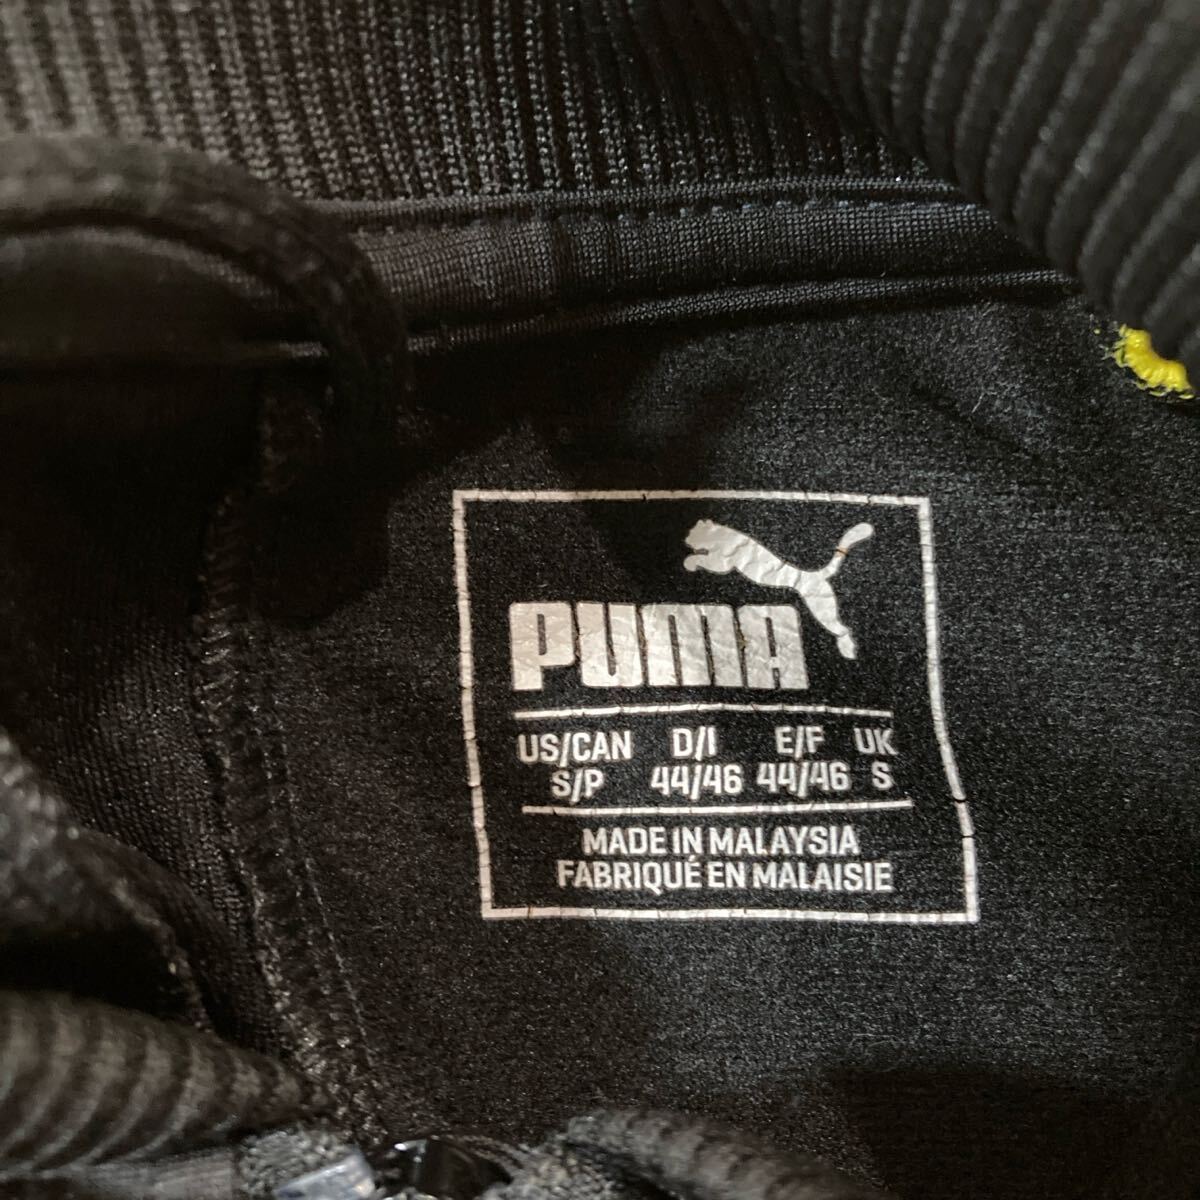 PUMA
US/CAN D/I E/F UK
S/P 44/46 44/46 S
MADE IN MALAYSIA
FABRIQUÉ EN MALAISIE